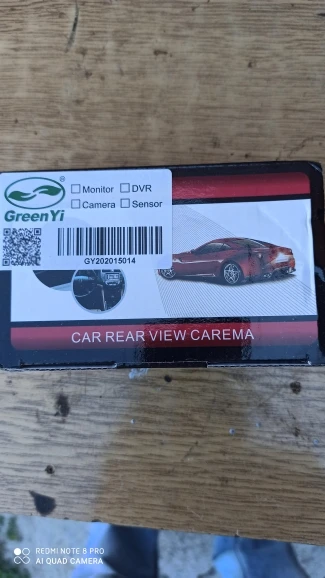 GreenYi
®
Monitor DVR
Camera Sensor
GY202015014
CAR REAR VIEW CAREMA
REDMI NOTE 8 PRO
AI QUAD CAMERA